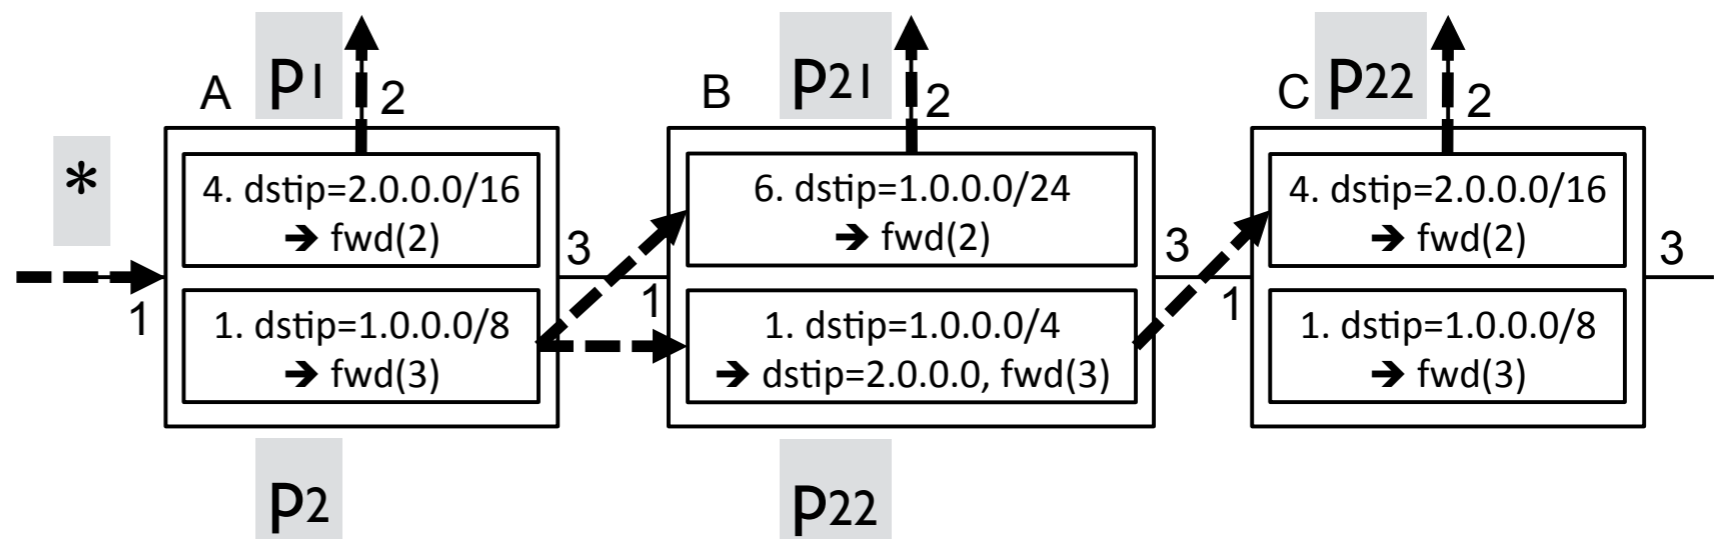 A p1 2
B p21 2
C p22 2
*
4. dstip=2.0.0.0/16
➔ fwd(2)
6. dstip=1.0.0.0/24
➔ fwd(2)
4. dstip=2.0.0.0/16
➔ fwd(2)
3
3
3
1
1
1
1. dstip=1.0.0.0/8
➔ fwd(3)
1. dstip=1.0.0.0/4
➔ dstip=2.0.0.0, fwd(3)
1. dstip=1.0.0.0/8
➔ fwd(3)
p2
p22